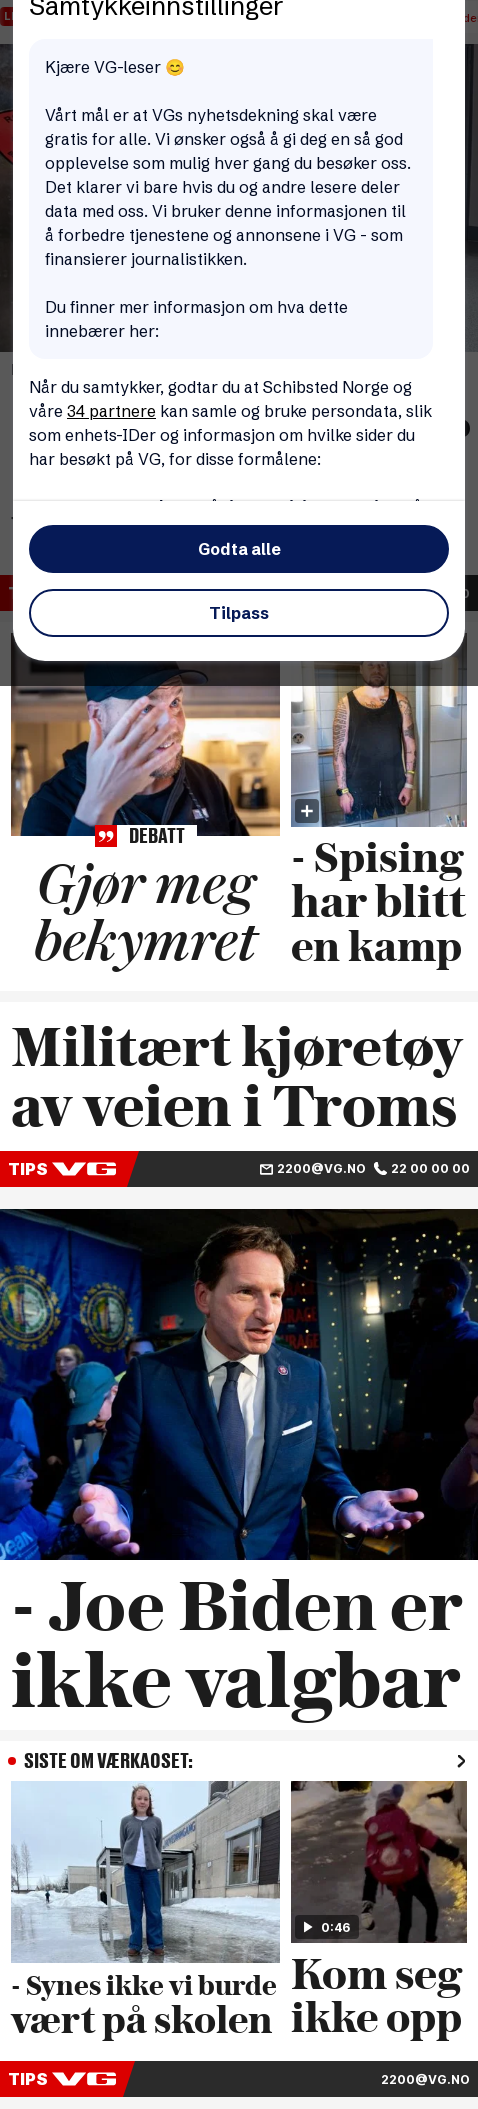 Samtykkeinnstillinger
Kjære VG-leser 😊
Vårt mål er at VGs nyhetsdekning skal være
gratis for alle. Vi ønsker også å gi deg en så god
opplevelse som mulig hver gang du besøker oss.
Det klarer vi bare hvis du og andre lesere deler
data med oss. Vi bruker denne informasjonen til
å forbedre tjenestene og annonsene i VG - som
finansierer journalistikken.
Du finner mer informasjon om hva dette
innebærer her:
Når du samtykker, godtar du at Schibsted Norge og
våre 34 partnere kan samle og bruke persondata, slik
som enhets-IDer og informasjon om hvilke sider du
har besøkt på VG, for disse formålene:
Godta alle
Tilpass
DEBATT
Gjør meg
bekymret
- Spising
har blitt
en kamp
Militært kjøretøy
av veien i Troms
TIPS VG 2200@VG.NO 22 00 00 00
- Joe Biden er
ikke valgbar
SISTE OM VÆRKAOSET:
- Synes ikke vi burde
vært på skolen
0:46
Kom seg
ikke opp
TIPS VG 2200@VG.NO